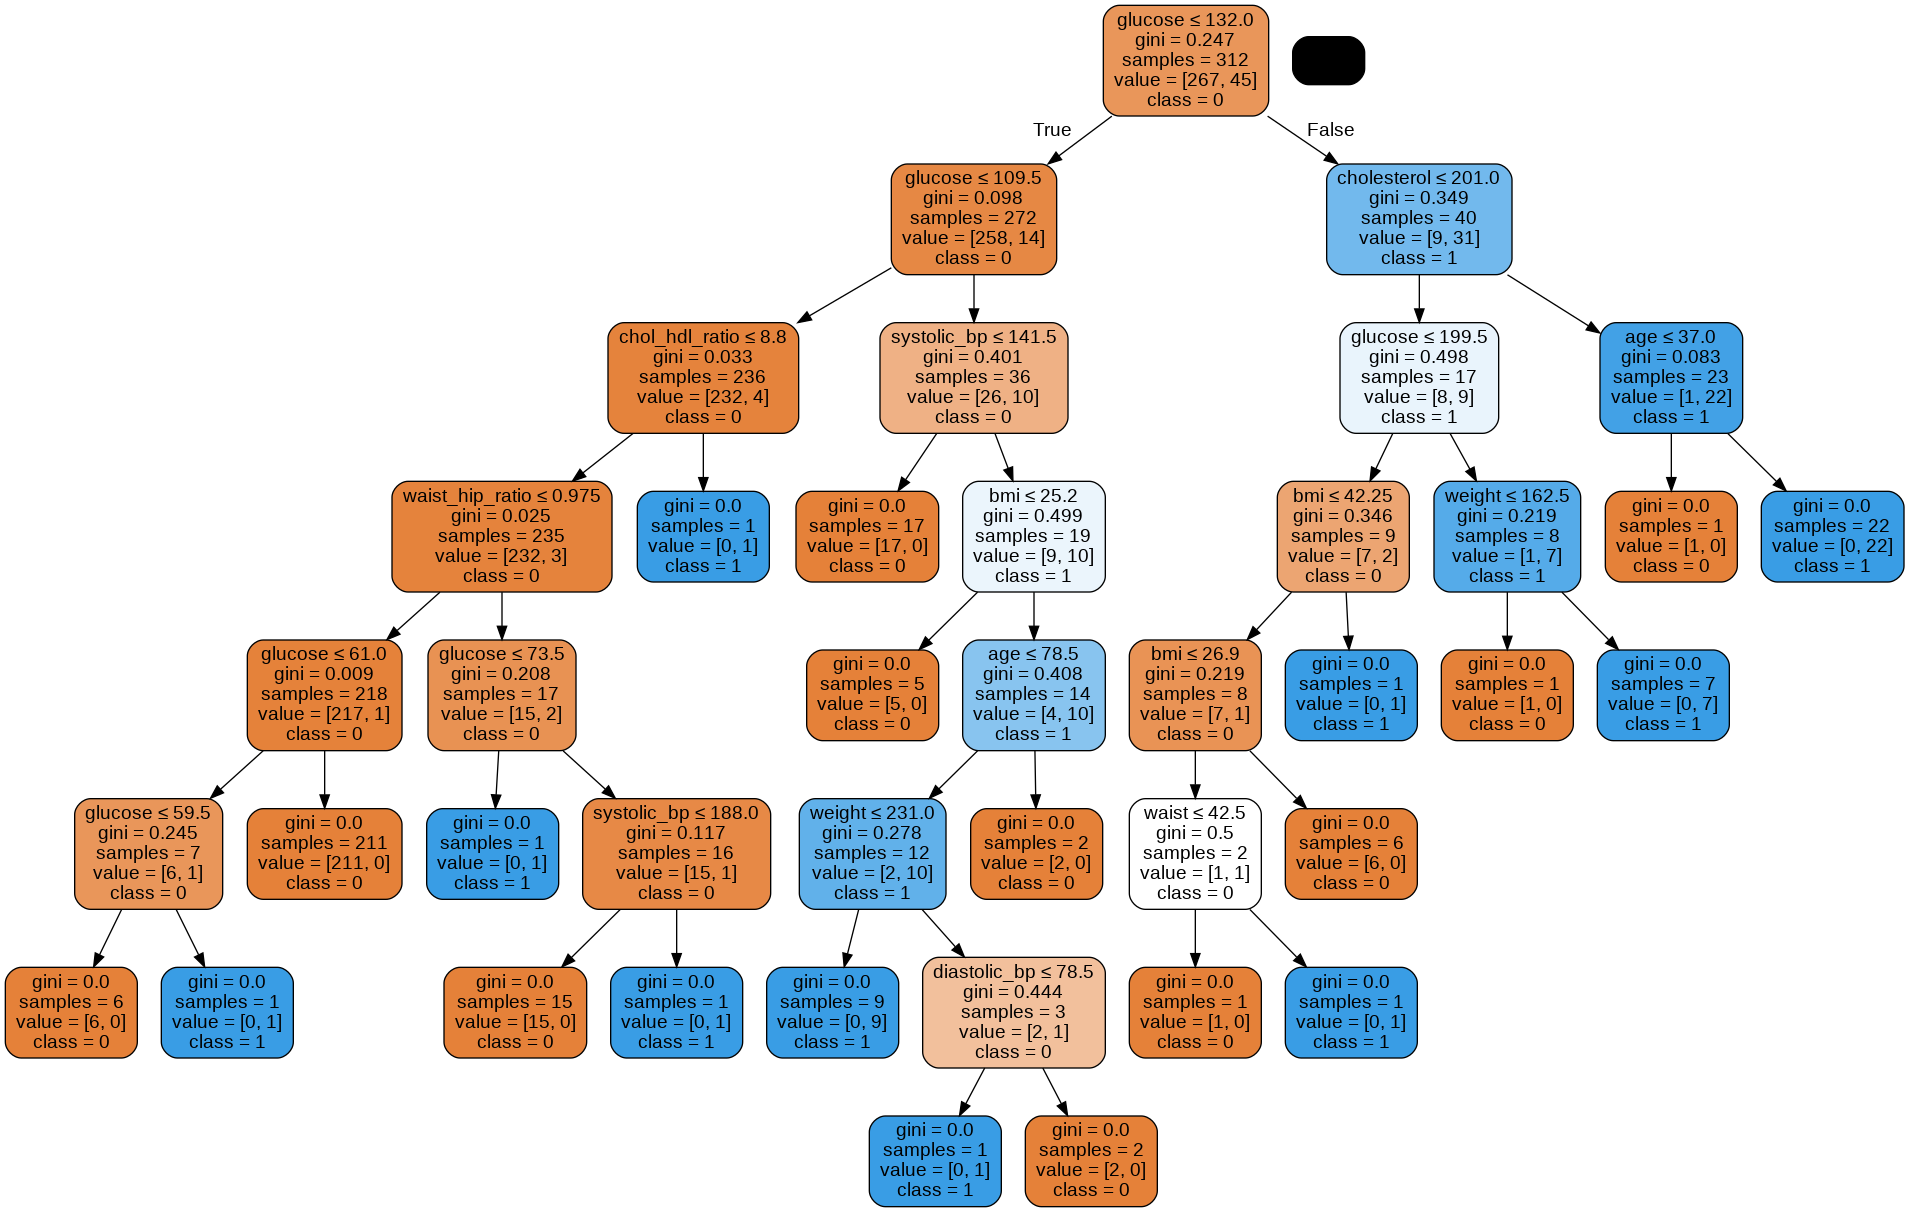 glucose ≤ 132.0
gini = 0.247
samples = 312
value = [267, 45]
class = 0
True
False
glucose ≤ 109.5
gini = 0.098
samples = 272
value = [258, 14]
class = 0
cholesterol ≤ 201.0
gini = 0.349
samples = 40
value = [9, 31]
class = 1
chol_hdl_ratio ≤ 8.8
gini = 0.033
samples = 236
value = [232, 4]
class = 0
systolic_bp ≤ 141.5
gini = 0.401
samples = 36
value = [26, 10]
class = 0
glucose ≤ 199.5
gini = 0.498
samples = 17
value = [8, 9]
class = 1
age ≤ 37.0
gini = 0.083
samples = 23
value = [1, 22]
class = 1
waist_hip_ratio ≤ 0.975
gini = 0.025
samples = 235
value = [232, 3]
class = 0
gini = 0.0
samples = 1
value = [0, 1]
class = 1
gini = 0.0
samples = 17
value = [17, 0]
class = 0
bmi ≤ 25.2
gini = 0.499
samples = 19
value = [9, 10]
class = 1
bmi ≤ 42.25
gini = 0.346
samples = 9
value = [7, 2]
class = 0
weight ≤ 162.5
gini = 0.219
samples = 8
value = [1, 7]
class = 1
gini = 0.0
samples = 1
value = [1, 0]
class = 0
gini = 0.0
samples = 22
value = [0, 22]
class = 1
glucose ≤ 61.0
gini = 0.009
samples = 218
value = [217, 1]
class = 0
glucose ≤ 73.5
gini = 0.208
samples = 17
value = [15, 2]
class = 0
gini = 0.0
samples = 5
value = [5, 0]
class = 0
age ≤ 78.5
gini = 0.408
samples = 14
value = [4, 10]
class = 1
bmi ≤ 26.9
gini = 0.219
samples = 8
value = [7, 1]
class = 0
gini = 0.0
samples = 1
value = [0, 1]
class = 1
gini = 0.0
samples = 1
value = [1, 0]
class = 0
gini = 0.0
samples = 7
value = [0, 7]
class = 1
glucose ≤ 59.5
gini = 0.245
samples = 7
value = [6, 1]
class = 0
gini = 0.0
samples = 211
value = [211, 0]
class = 0
gini = 0.0
samples = 1
value = [0, 1]
class = 1
systolic_bp ≤ 188.0
gini = 0.117
samples = 16
value = [15, 1]
class = 0
weight ≤ 231.0
gini = 0.278
samples = 12
value = [2, 10]
class = 1
gini = 0.0
samples = 2
value = [2, 0]
class = 0
waist ≤ 42.5
gini = 0.5
samples = 2
value = [1, 1]
class = 0
gini = 0.0
samples = 6
value = [6, 0]
class = 0
gini = 0.0
samples = 6
value = [6, 0]
class = 0
gini = 0.0
samples = 1
value = [0, 1]
class = 1
gini = 0.0
samples = 15
value = [15, 0]
class = 0
gini = 0.0
samples = 1
value = [0, 1]
class = 1
gini = 0.0
samples = 9
value = [0, 9]
class = 1
diastolic_bp ≤ 78.5
gini = 0.444
samples = 3
value = [2, 1]
class = 0
gini = 0.0
samples = 1
value = [1, 0]
class = 0
gini = 0.0
samples = 1
value = [0, 1]
class = 1
gini = 0.0
samples = 1
value = [0, 1]
class = 1
gini = 0.0
samples = 2
value = [2, 0]
class = 0